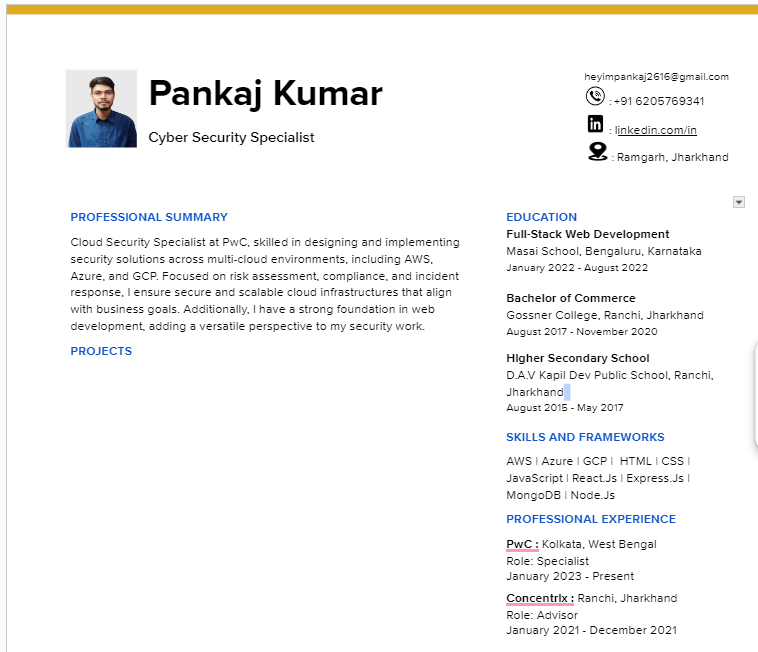 Pankaj Kumar
Cyber Security Specialist
heyimpankaj2616@gmail.com
: +91 6205769341
in : linkedin.com/in
: Ramgarh, Jharkhand
PROFESSIONAL SUMMARY
Cloud Security Specialist at PwC, skilled in designing and implementing
security solutions across multi-cloud environments, including AWS,
Azure, and GCP. Focused on risk assessment, compliance, and incident
response, I ensure secure and scalable cloud infrastructures that align
with business goals. Additionally, I have a strong foundation in web
development, adding a versatile perspective to my security work.
PROJECTS
EDUCATION
Full-Stack Web Development
Masai School, Bengaluru, Karnataka
January 2022 - August 2022
Bachelor of Commerce
Gossner College, Ranchi, Jharkhand
August 2017 - November 2020
Higher Secondary School
D.A.V Kapil Dev Public School, Ranchi,
Jharkhand
August 2015 - May 2017
SKILLS AND FRAMEWORKS
AWS | Azure | GCP | HTML | CSS |
JavaScript | React.Js | Express.Js |
MongoDB | Node.Js
PROFESSIONAL EXPERIENCE
PwC : Kolkata, West Bengal
Role: Specialist
January 2023 - Present
Concentrix : Ranchi, Jharkhand
Role: Advisor
January 2021 - December 2021